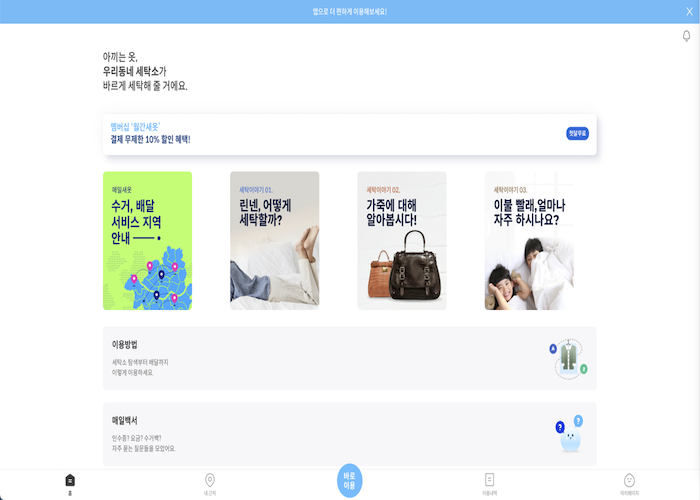 앱으로 더 편하게 이용해보세요!
X
아끼는 옷,
우리동네 세탁소가
바르게 세탁해 줄 거에요.
멤버십 '월간새옷'
결제 무제한 10% 할인 혜택!
첫달무료
매일새옷
수거, 배달
서비스 지역
안내
세탁이야기 01.
린넨, 어떻게
세탁할까?
세탁이야기 02.
가죽에 대해
알아봅시다!
세탁이야기 03.
이불 빨래,얼마나
자주 하시나요?
이용방법
세탁소 탐색부터 배달까지
이렇게 이용하세요.
매일백서
인수증? 요금? 수거백?
자주 묻는 질문들을 모았어요.
? ?
홈
내 근처
바로
이용
이용내역
마이페이지